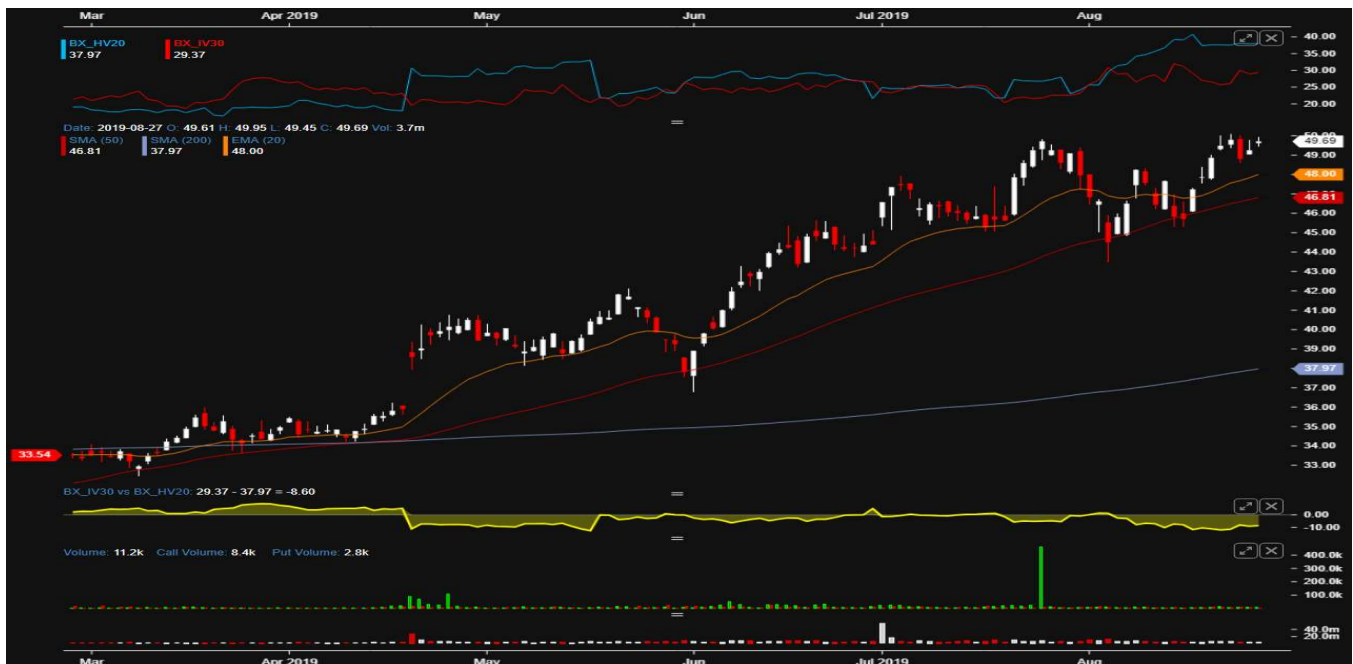 Mar Apr 2019 May Jun Jul 2019 Aug
BX_HV20 BX_IV30
37.97 29.37
40.00
35.00
30.00
25.00
20.00
Date: 2019-08-27 O: 49.61 H: 49.95 L: 49.45 C: 49.69 Vol: 3.7m
SMA (50) SMA (200) EMA (20)
46.81 37.97 48.00
49.69
49.00
48.00
46.81
46.00
45.00
44.00
43.00
42.00
41.00
40.00
39.00
37.97
37.00
36.00
35.00
34.00
33.54
33.00
BX_IV30 vs BX_HV20: 29.37 - 37.97 = -8.60
0.00
-10.00
Volume: 11.2k Call Volume: 8.4k Put Volume: 2.8k
400.0k
300.0k
200.0k
100.0k
40.0m
20.0m
Mar Apr 2019 May Jun Jul 2019 Aug